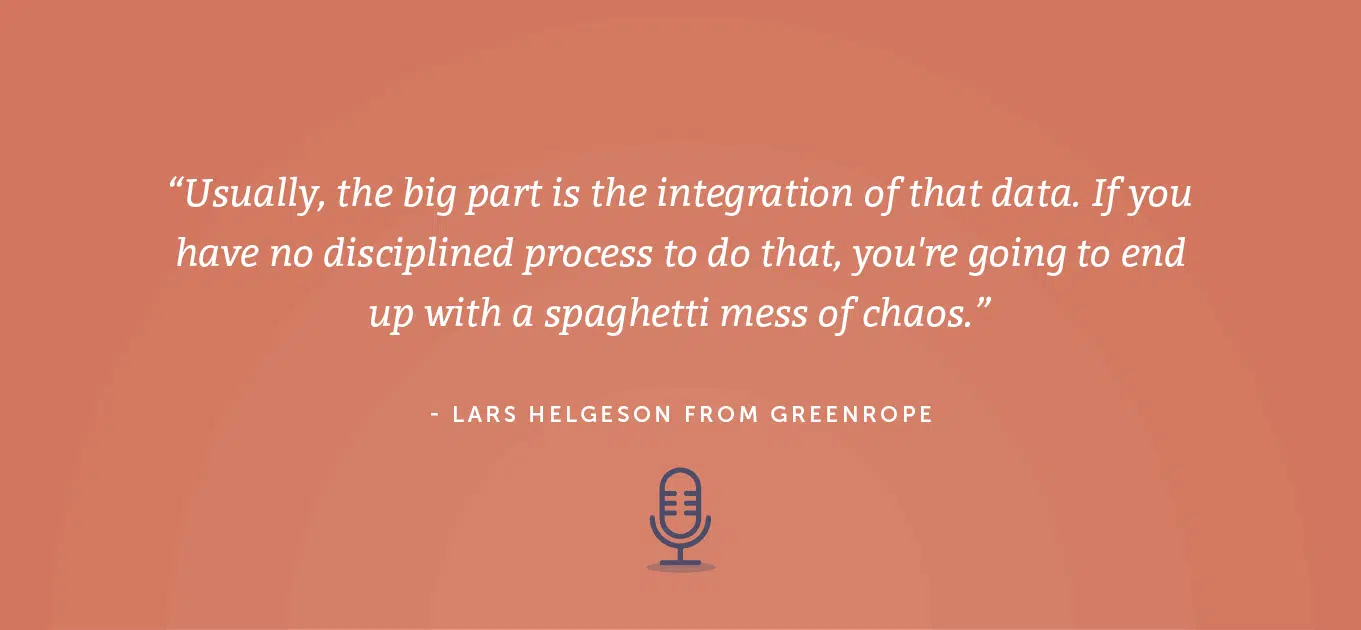 “Usually, the big part is the integration of that data. If you
have no disciplined process to do that, you're going to end
up with a spaghetti mess of chaos.”
- LARS HELGESON FROM GREENROPE